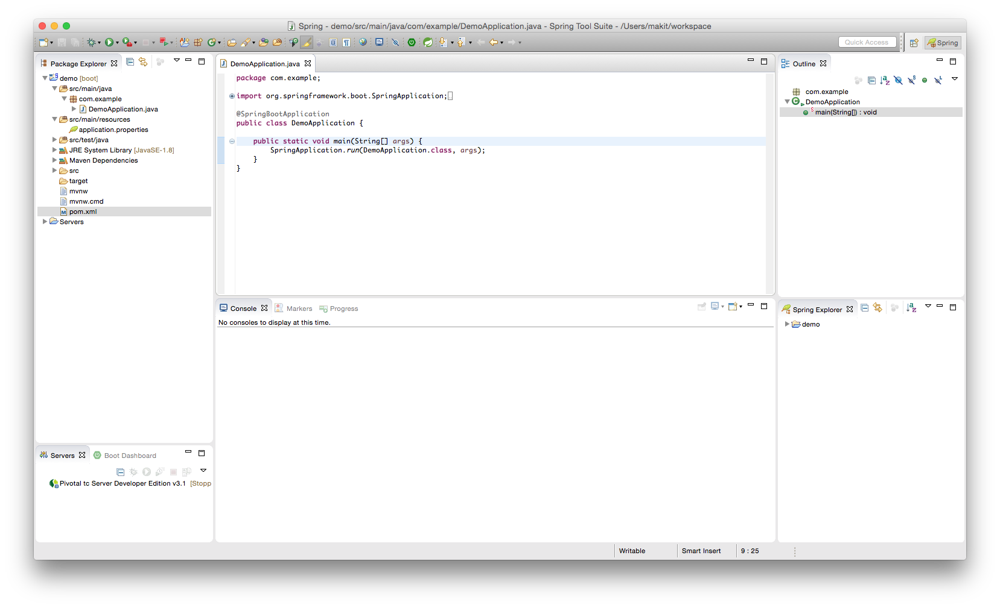 Spring - demo/src/main/java/com/example/DemoApplication.java - Spring Tool Suite - /Users/makit/workspace
Quick Access
Spring
Package Explorer
demo [boot]
src/main/java
com.example
DemoApplication.java
src/main/resources
application.properties
src/test/java
JRE System Library [JavaSE-1.8]
Maven Dependencies
src
target
mvnw
mvnw.cmd
pom.xml
Servers
DemoApplication.java
package com.example;
import org.springframework.boot.SpringApplication;
@SpringBootApplication
public class DemoApplication {
public static void main(String[] args) {
SpringApplication.run(DemoApplication.class, args);
}
}
Outline
com.example
DemoApplication
main(String[]) : void
Console Markers Progress
No consoles to display at this time.
Spring Explorer
demo
Servers Boot Dashboard
Pivotal tc Server Developer Edition v3.1 [Stopp
Writable Smart Insert 9 : 25